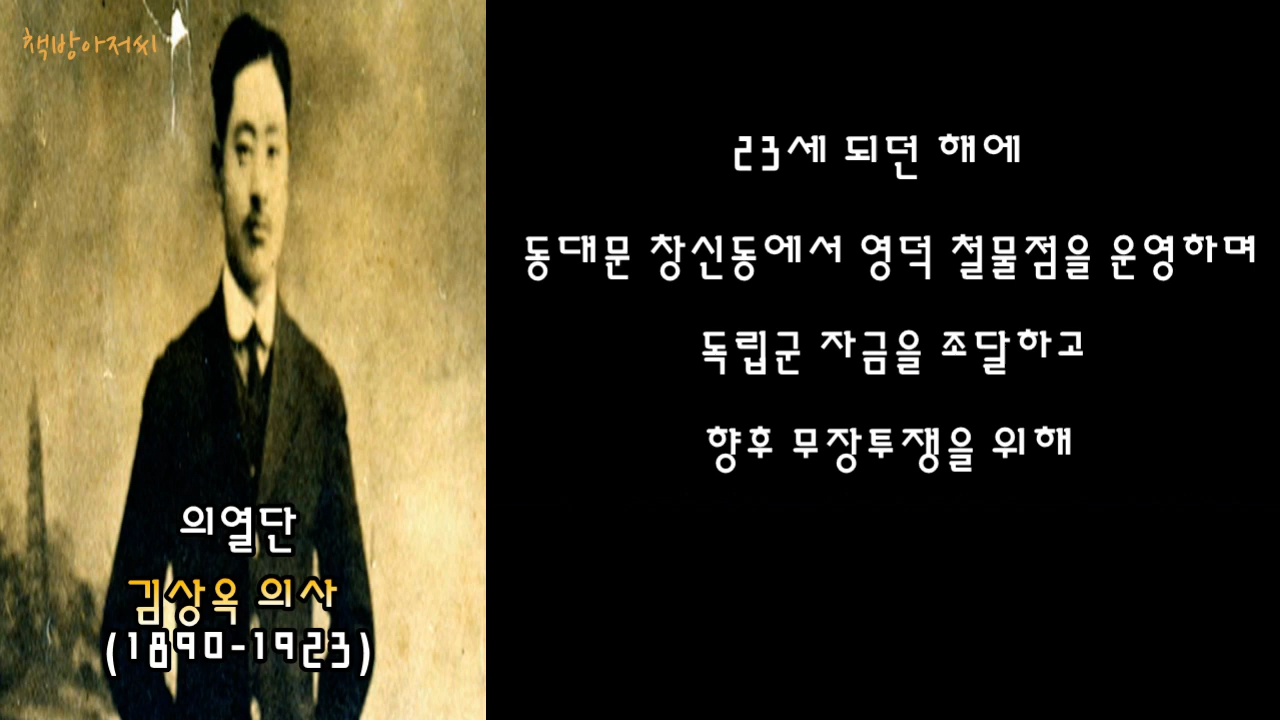 책방아저씨
의열단
김상옥 의사
(1890-1923)
23세 되던 해에
동대문 창신동에서 영덕 철물점을 운영하며
독립군 자금을 조달하고
향후 무장투쟁을 위해